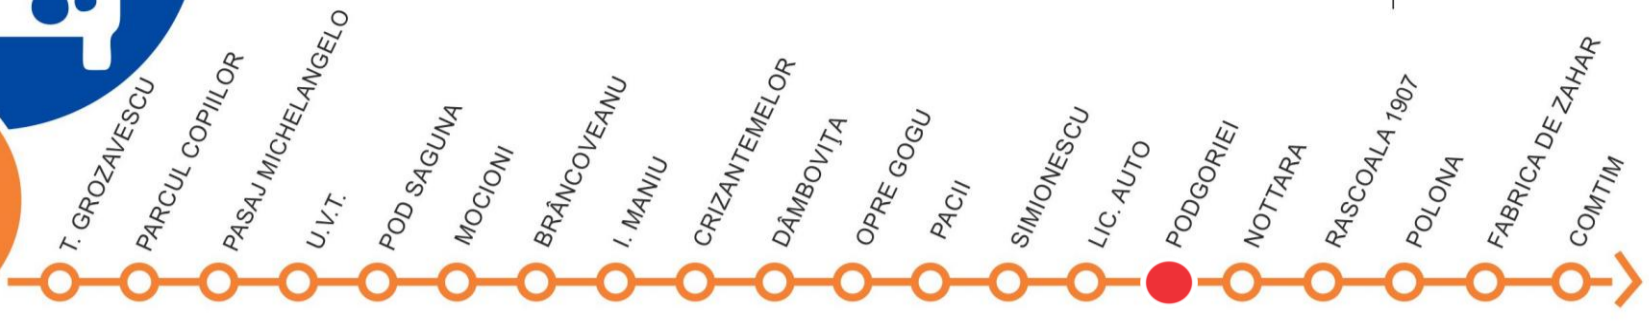 T. GROZAVESCU
PARCUL COPIILOR
PASAJ MICHELANGELO
U.V.T.
POD SAGUNA
MOCIONI
BRÂNCOVEANU
I. MANIU
CRIZANTEMELOR
DÂMBOVIŢA
OPRE GOGU
PACII
SIMIONESCU
LIC. AUTO
PODGORIEI
NOTTARA
RASCOALA 1907
POLONA
FABRICA DE ZAHAR
COMTIM